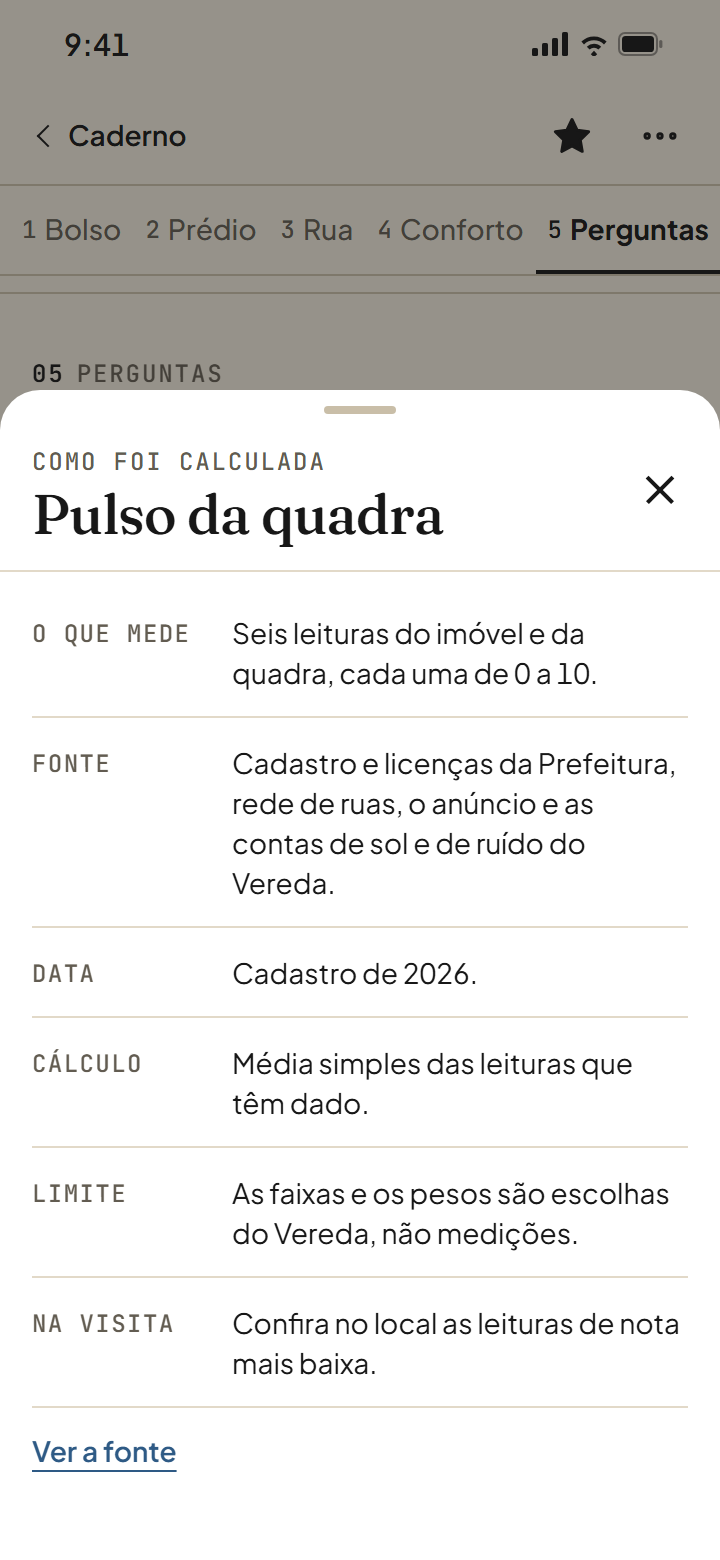 9:41
Caderno
1 Bolso 2 Prédio 3 Rua 4 Conforto 5 Perguntas
05 PERGUNTAS
COMO FOI CALCULADA
Pulso da quadra
O QUE MEDE
Seis leituras do imóvel e da
quadra, cada uma de 0 a 10.
FONTE
Cadastro e licenças da Prefeitura,
rede de ruas, o anúncio e as
contas de sol e de ruído do
Vereda.
DATA
Cadastro de 2026.
CÁLCULO
Média simples das leituras que
têm dado.
LIMITE
As faixas e os pesos são escolhas
do Vereda, não medições.
NA VISITA
Confira no local as leituras de nota
mais baixa.
Ver a fonte